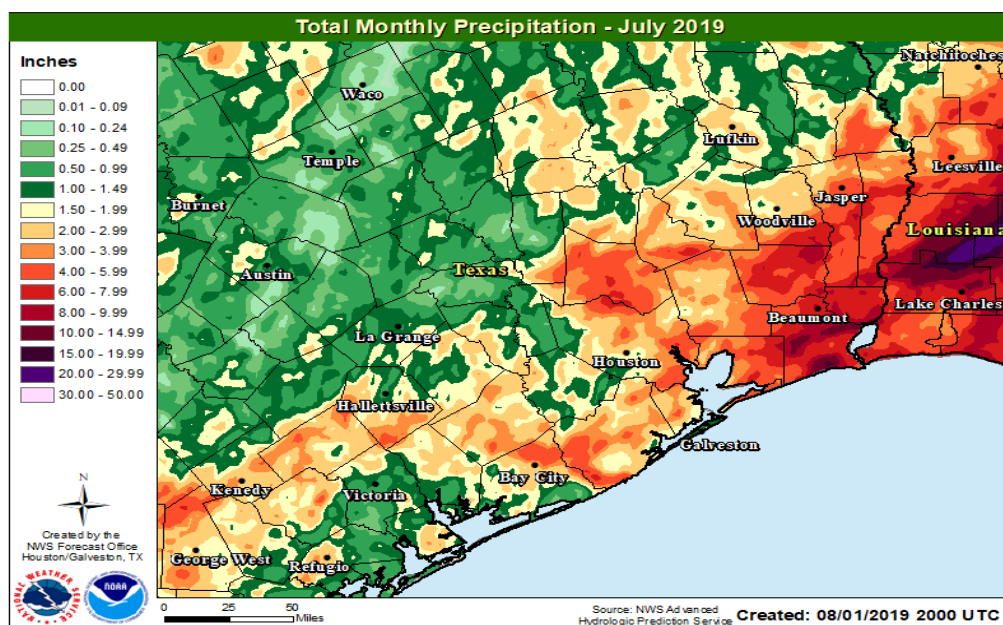 Total Monthly Precipitation - July 2019
Inches
0.00
0.01 - 0.09
0.10 - 0.24
0.25 - 0.49
0.50 - 0.99
1.00 - 1.49
1.50 - 1.99
2.00 - 2.99
3.00 - 3.99
4.00 - 5.99
6.00 - 7.99
8.00 - 9.99
10.00 - 14.99
15.00 - 19.99
20.00 - 29.99
30.00 - 50.00
Natchitoches
Waco
Lufkin
Temple
Leesville
Jasper
Burnet
Woodville
Louisiana
Austin
Texas
Lake Charles
Beaumont
La Grange
Houston
Hallettsville
Galveston
Bay City
Kenedy
Victoria
George West
Refugio
N
Created by the
NWS Forecast Office
Houston/Galveston, TX
NATIONAL WEATHER SERVICE
NOAA
0 25 50
Miles
Source: NWS Advanced
Hydrologic Prediction Service
Created: 08/01/2019 2000 UTC